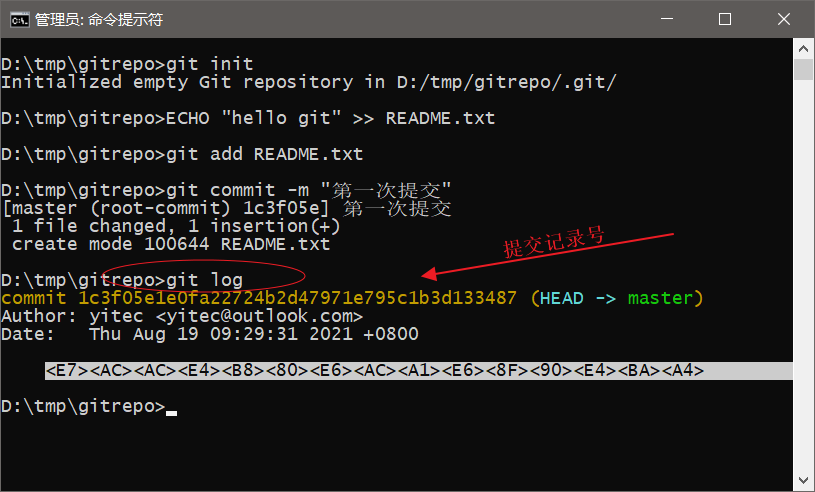 管理员: 命令提示符
D:\tmp\gitrepo>git init
Initialized empty Git repository in D:/tmp/gitrepo/.git/
D:\tmp\gitrepo>ECHO "hello git" >> README.txt
D:\tmp\gitrepo>git add README.txt
D:\tmp\gitrepo>git commit -m "第一次提交"
[master (root-commit) 1c3f05e] 第一次提交
 1 file changed, 1 insertion(+)
 create mode 100644 README.txt
提交记录号
D:\tmp\gitrepo>git log
commit 1c3f05e1e0fa22724b2d47971e795c1b3d133487 (HEAD -> master)
Author: yitec <yitec@outlook.com>
Date:   Thu Aug 19 09:29:31 2021 +0800
<E7><AC><AC><E4><B8><80><E6><AC><A1><E6><8F><90><E4><BA><A4>
D:\tmp\gitrepo>